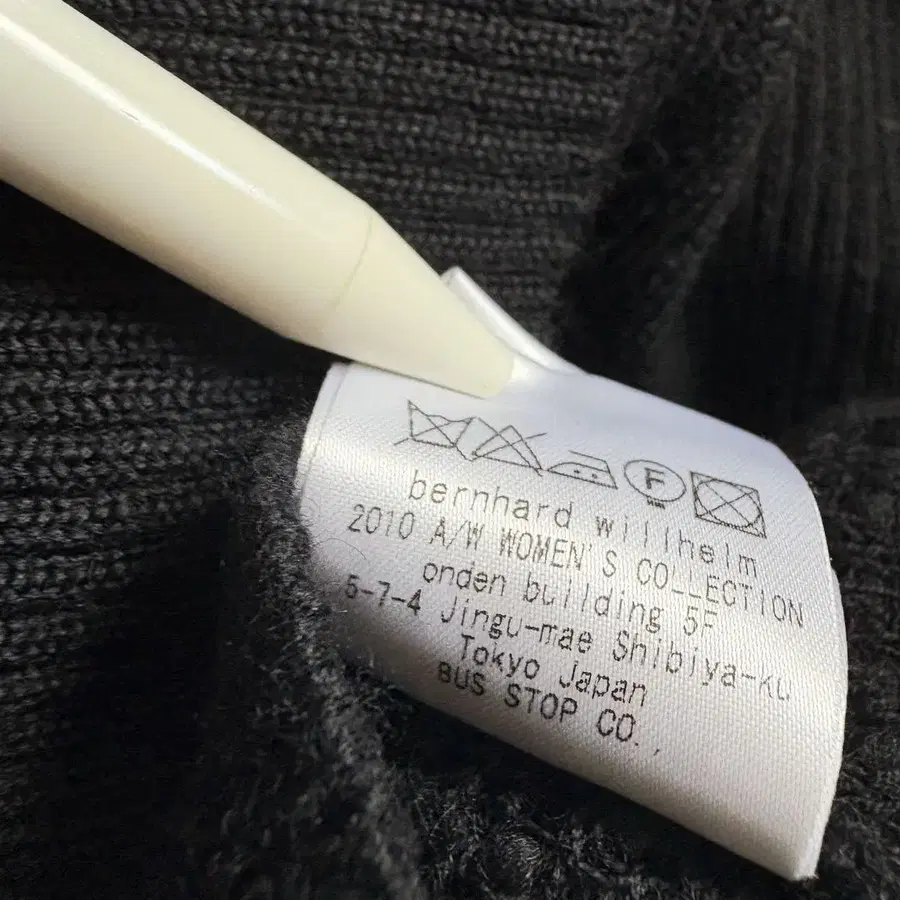 F
bernhard willhelm
2010 A/W WOMEN'S COLLECTION
onden building 5F
5-7-4 Jingu-mae Shibiya-ku
Tokyo Japan
BUS STOP CO.,